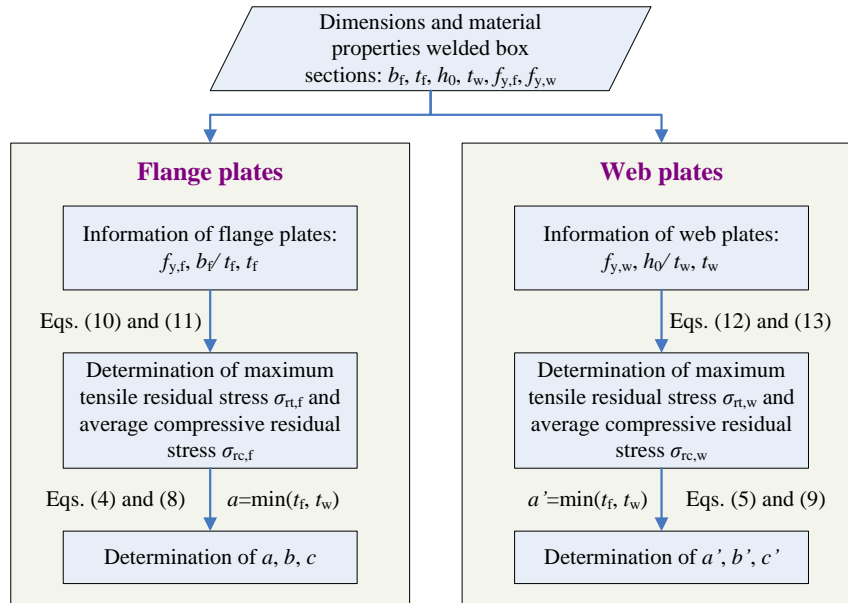 Dimensions and material
properties welded box
sections: bf, tf, h0, tw, fy,f, fy,w
Flange plates
Information of flange plates:
fy,f, bf/ tf, tf
Eqs. (10) and (11)
Determination of maximum
tensile residual stress σrt,f and
average compressive residual
stress σrc,f
Eqs. (4) and (8) a=min(tf, tw)
Determination of a, b, c
Web plates
Information of web plates:
fy,w, h0/ tw, tw
Eqs. (12) and (13)
Determination of maximum
tensile residual stress σrt,w and
average compressive residual
stress σrc,w
a’=min(tf, tw) Eqs. (5) and (9)
Determination of a’, b’, c’